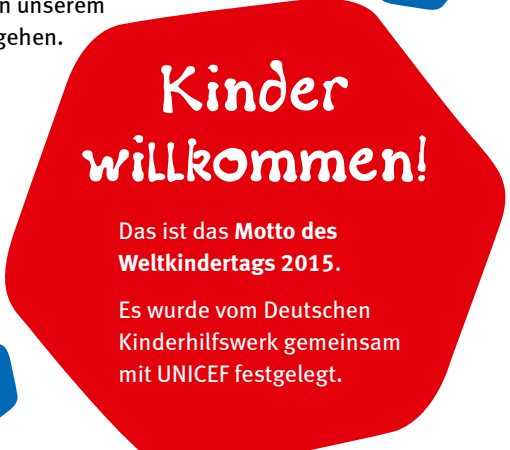 n unserem
gehen.
Kinder
willkommen!
Das ist das Motto des
Weltkindertags 2015.
Es wurde vom Deutschen
Kinderhilfswerk gemeinsam
mit UNICEF festgelegt.